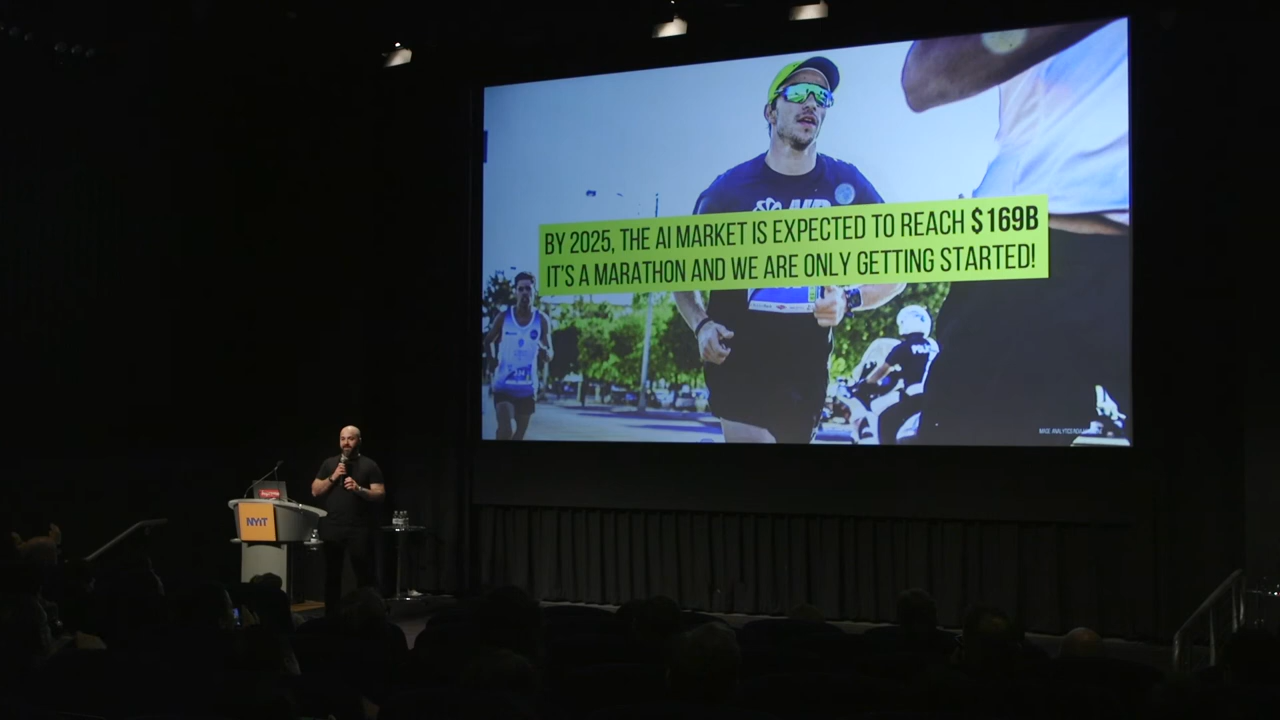 BY 2025, THE AI MARKET IS EXPECTED TO REACH $169B
IT'S A MARATHON AND WE ARE ONLY GETTING STARTED!
POLICE
NYIT